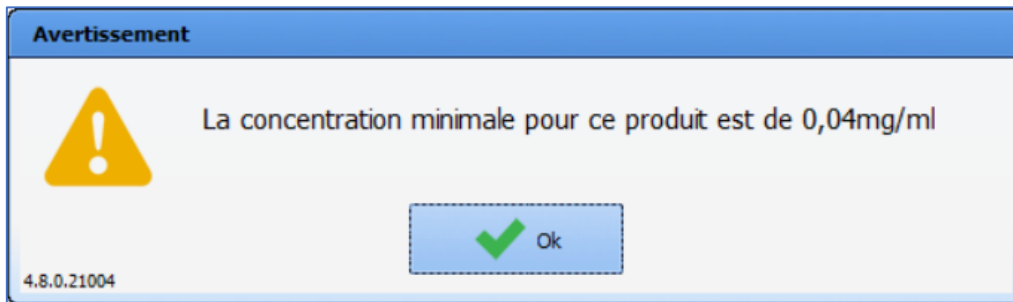 Avertissement
La concentration minimale pour ce produit est de 0,04mg/ml
Ok
4.8.0.21004